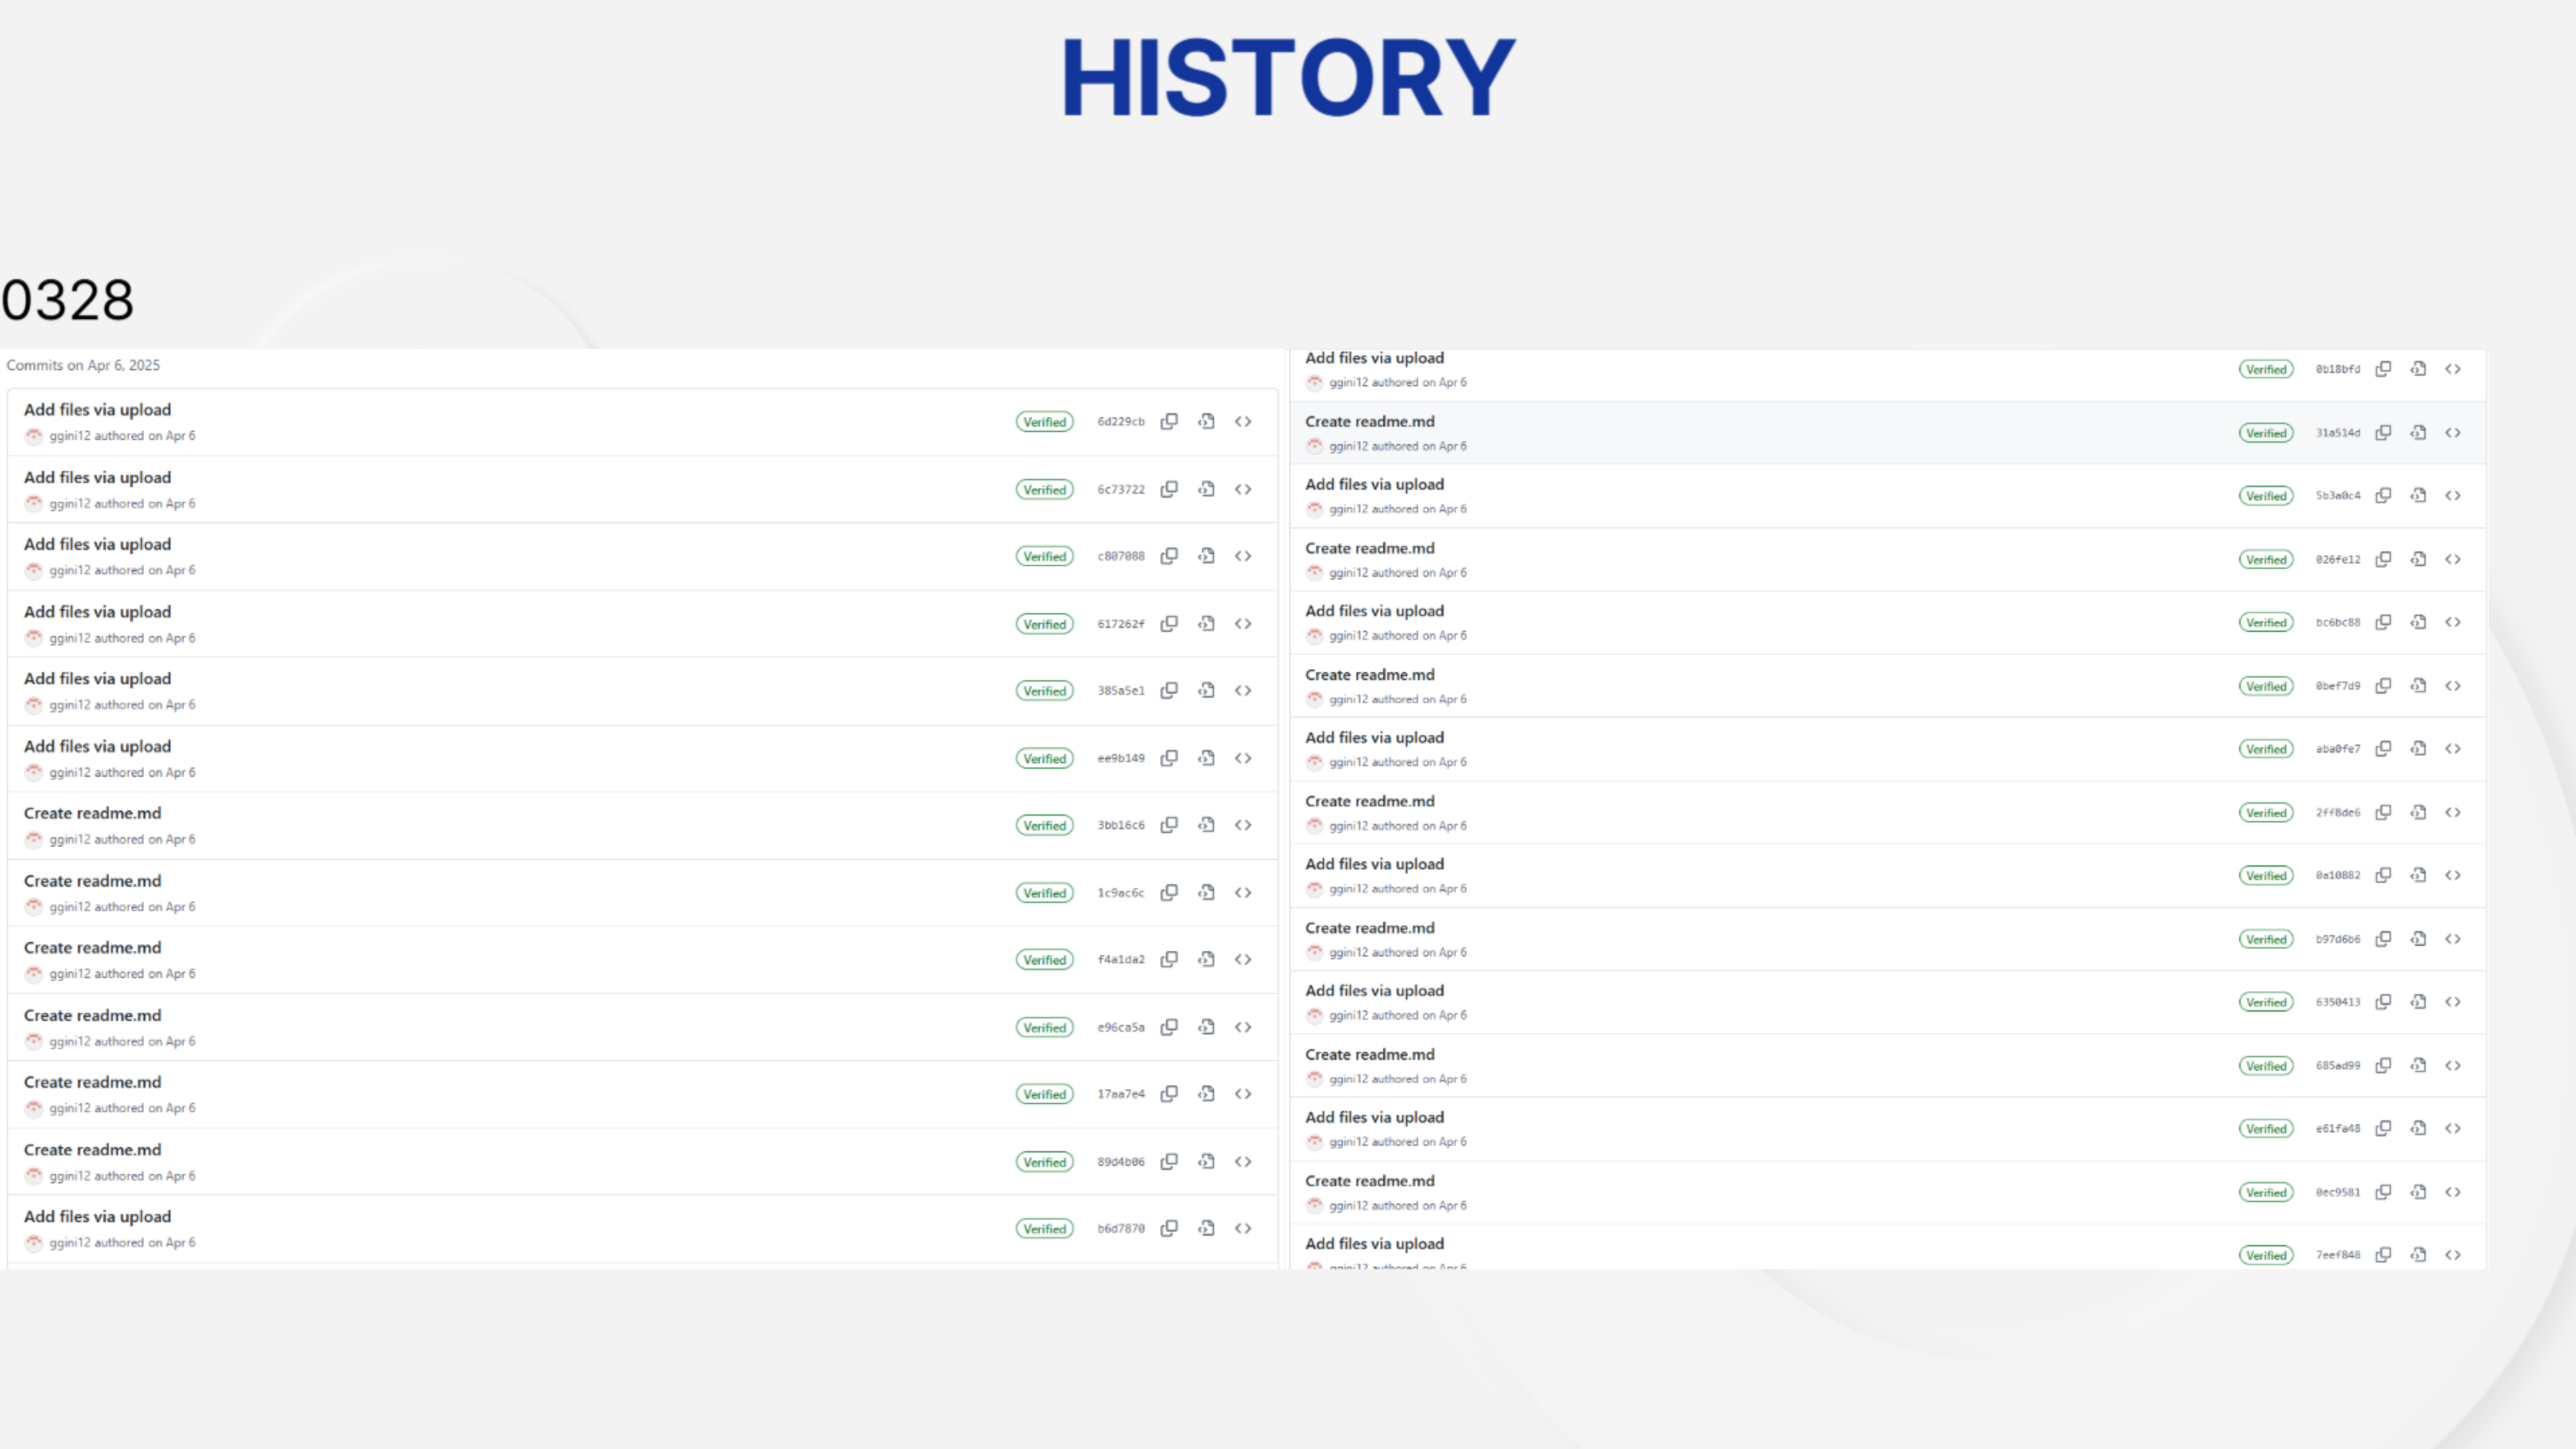 HISTORY
0328
Commits on Apr 6, 2025
Add files via upload
ggini12 authored on Apr 6
Verified 6d229cb
Add files via upload
ggini12 authored on Apr 6
Verified 6c73722
Add files via upload
ggini12 authored on Apr 6
Verified c807088
Add files via upload
ggini12 authored on Apr 6
Verified 617262f
Add files via upload
ggini12 authored on Apr 6
Verified 385a5e1
Add files via upload
ggini12 authored on Apr 6
Verified ee9b149
Create readme.md
ggini12 authored on Apr 6
Verified 3bb16c6
Create readme.md
ggini12 authored on Apr 6
Verified 1c9ac6c
Create readme.md
ggini12 authored on Apr 6
Verified f4a1da2
Create readme.md
ggini12 authored on Apr 6
Verified e96ca5a
Create readme.md
ggini12 authored on Apr 6
Verified 17aa7e4
Create readme.md
ggini12 authored on Apr 6
Verified 89d4b06
Add files via upload
ggini12 authored on Apr 6
Verified b6d7870
Add files via upload
ggini12 authored on Apr 6
Verified 0b18bfd
Create readme.md
ggini12 authored on Apr 6
Verified 31a514d
Add files via upload
ggini12 authored on Apr 6
Verified 5b3a0c4
Create readme.md
ggini12 authored on Apr 6
Verified 026fe12
Add files via upload
ggini12 authored on Apr 6
Verified bc6bc88
Create readme.md
ggini12 authored on Apr 6
Verified 0bef7d9
Add files via upload
ggini12 authored on Apr 6
Verified aba0fe7
Create readme.md
ggini12 authored on Apr 6
Verified 2ff8de6
Add files via upload
ggini12 authored on Apr 6
Verified 0a10882
Create readme.md
ggini12 authored on Apr 6
Verified b97d6b6
Add files via upload
ggini12 authored on Apr 6
Verified 6350413
Create readme.md
ggini12 authored on Apr 6
Verified 685ad99
Add files via upload
ggini12 authored on Apr 6
Verified e61fa48
Create readme.md
ggini12 authored on Apr 6
Verified 0ec9581
Add files via upload
ggini12 authored on Apr 6
Verified 7eef848